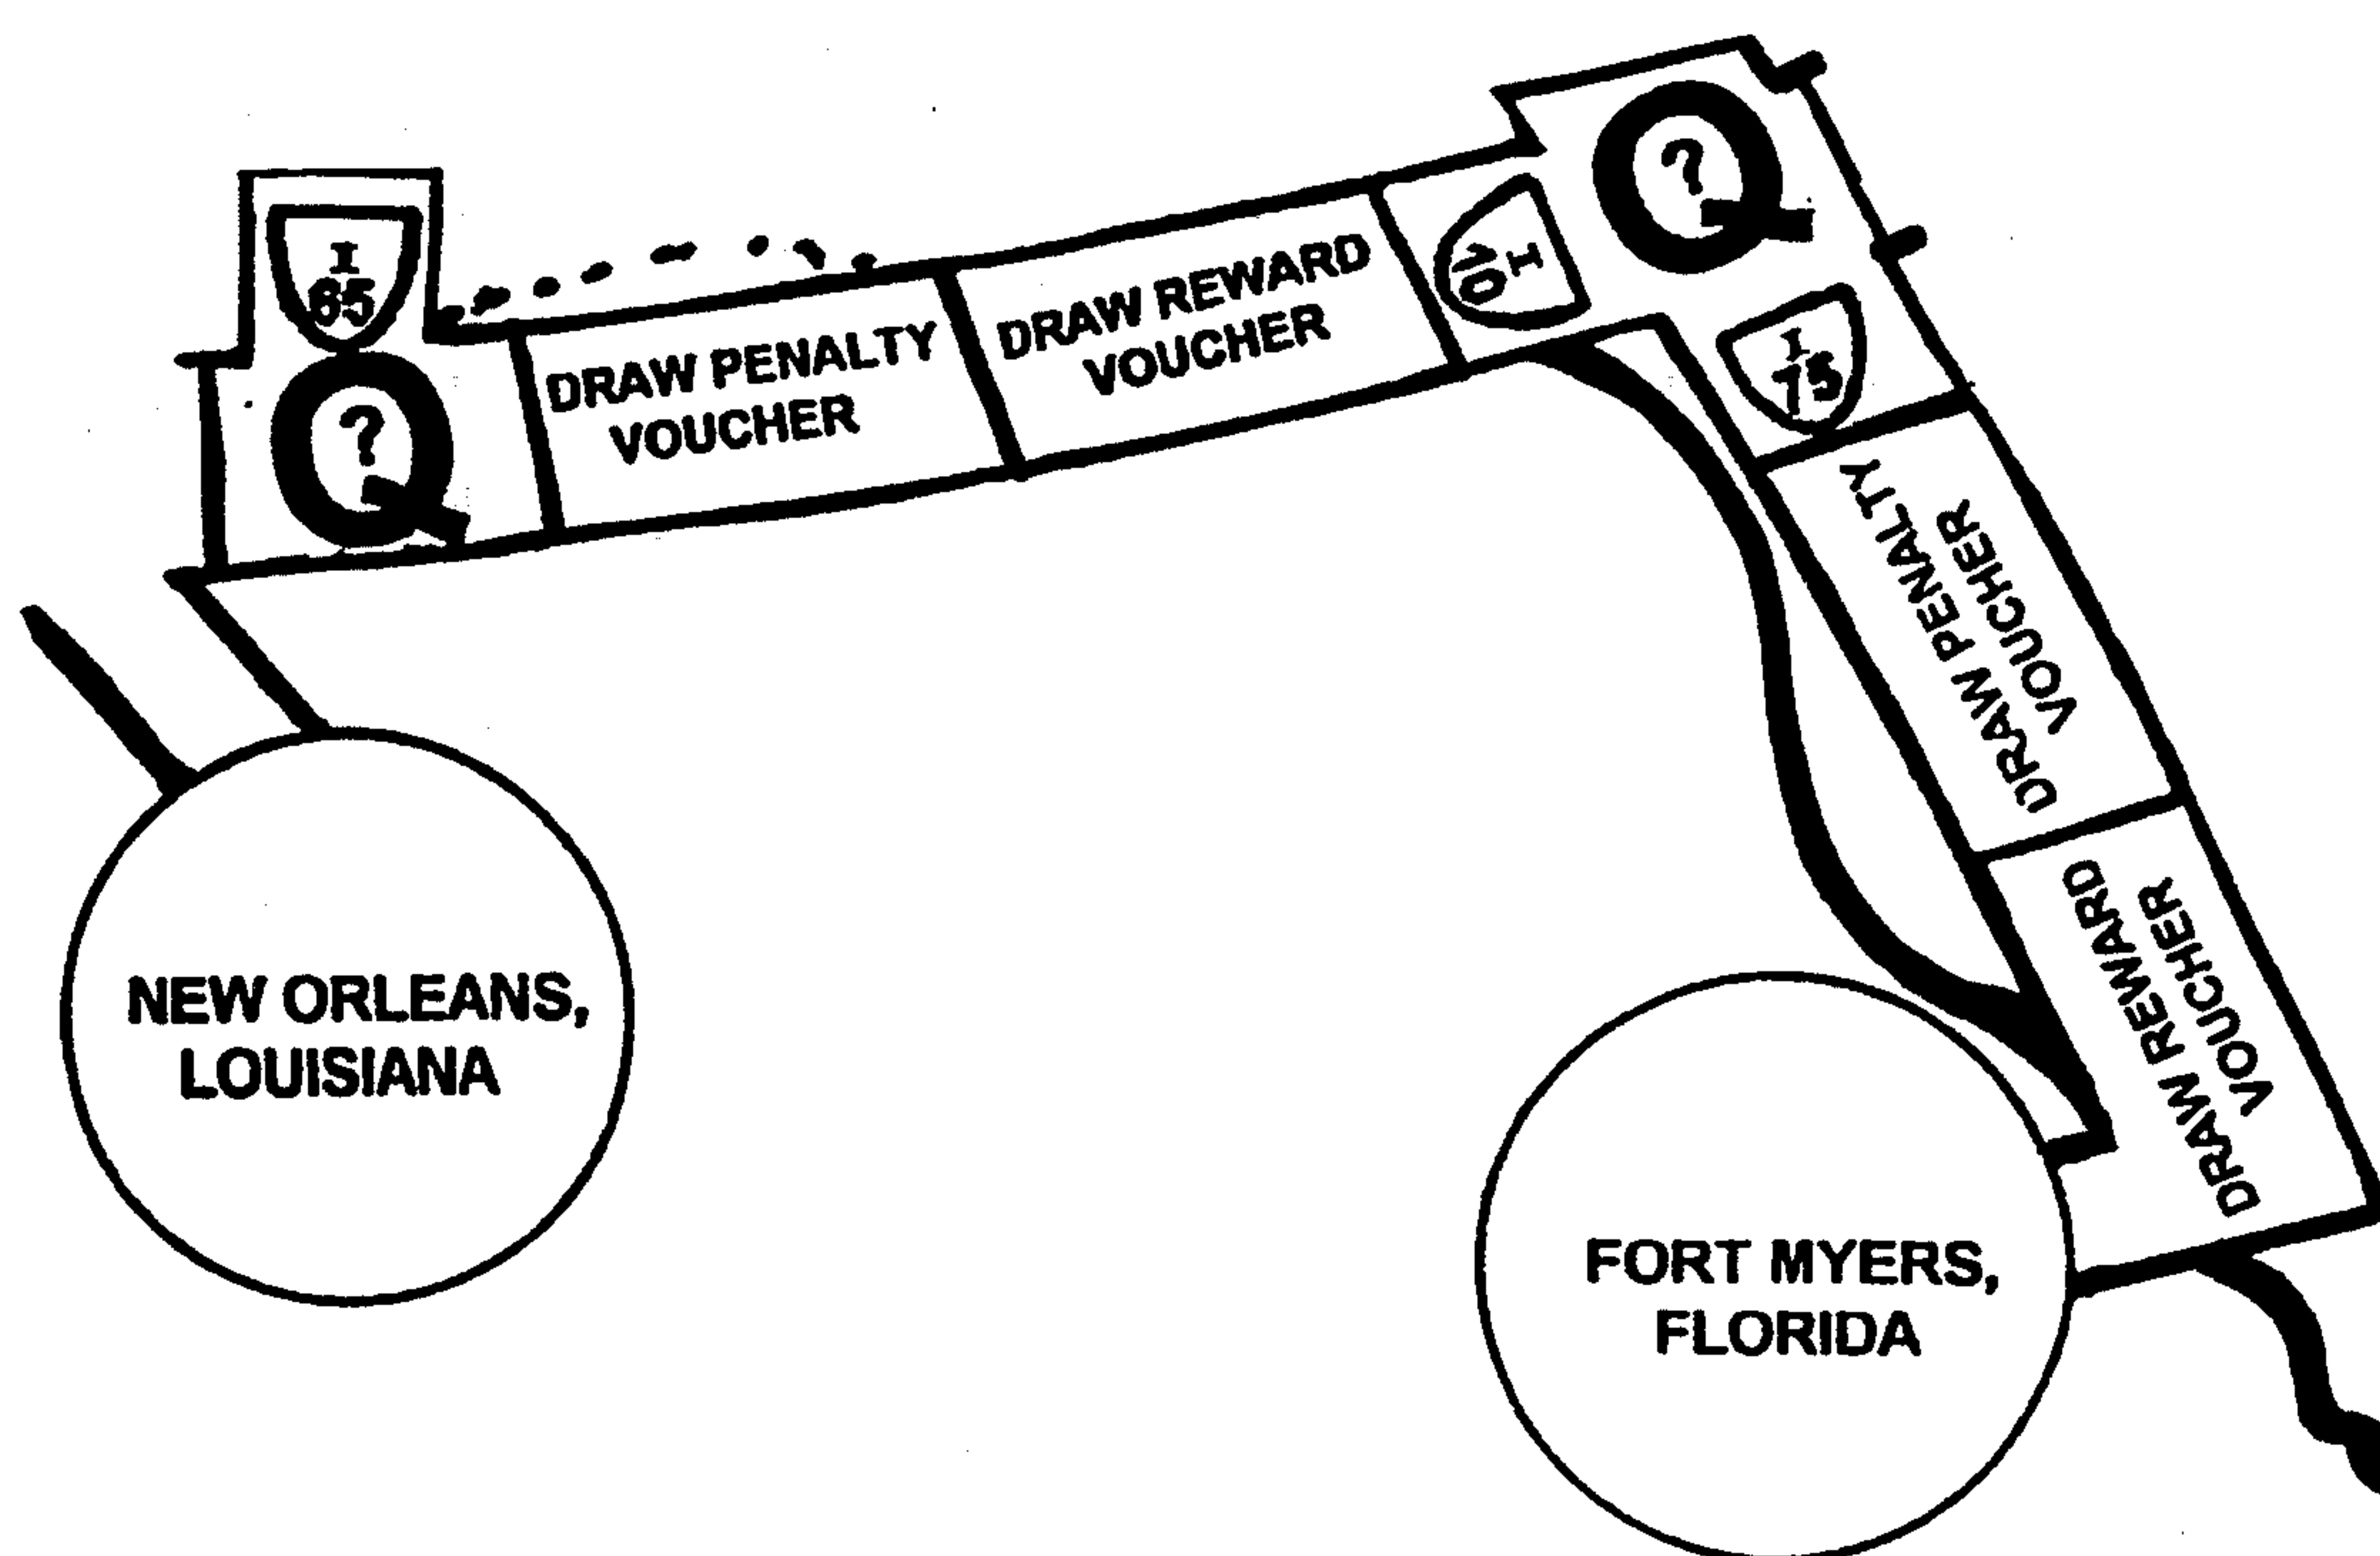 I
65
?
Q
DRAW PENALTY
VOUCHER
DRAW REWARD
VOUCHER
I
10
?
Q
I
75
DRAW PENALTY
VOUCHER
DRAW REWARD
VOUCHER
NEW ORLEANS,
LOUISIANA
FORT MYERS,
FLORIDA